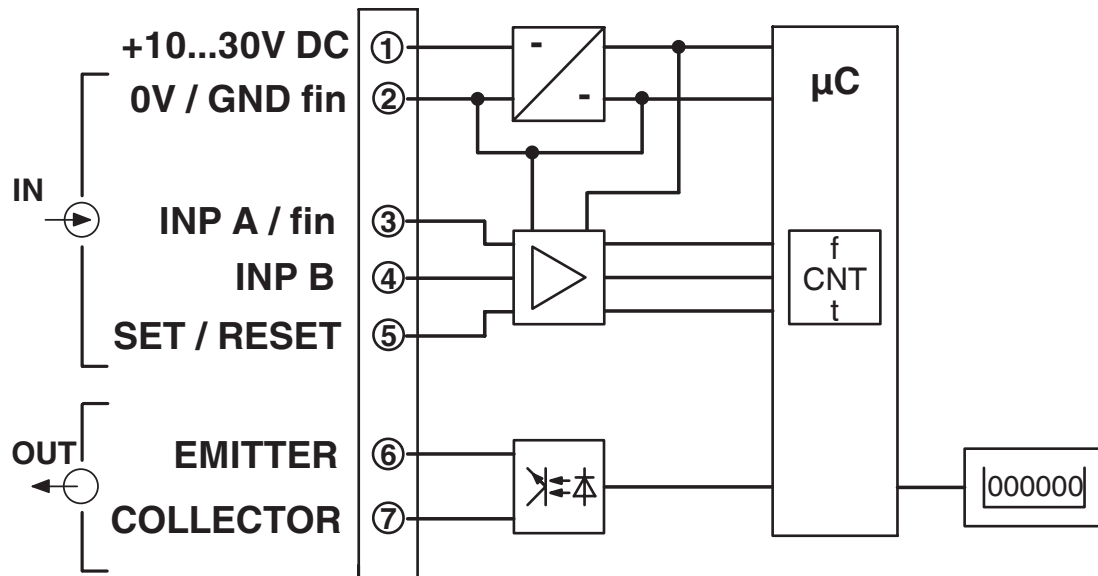 +10...30V DC ① - µC
0V / GND fin ② -
IN
INP A / fin ③ f
INP B ④ CNT
SET / RESET ⑤ t
OUT
EMITTER ⑥
000000
COLLECTOR ⑦